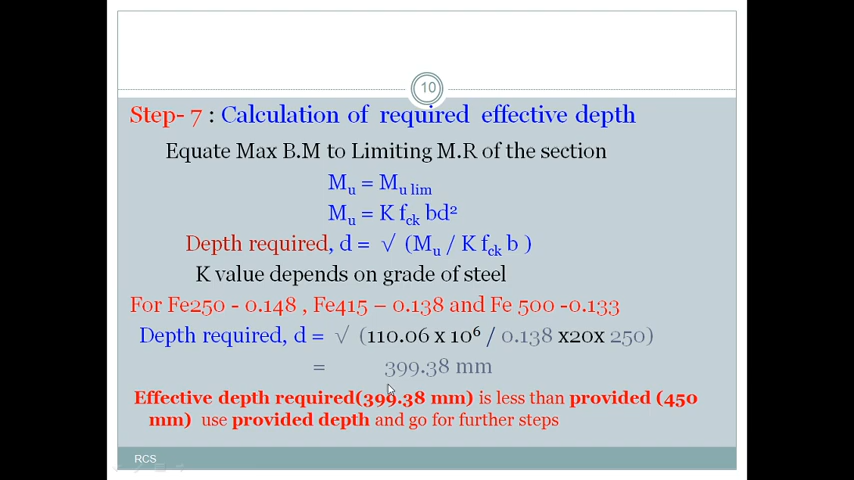 10
Step- 7 : Calculation of required effective depth
Equate Max B.M to Limiting M.R of the section
Mu = Mu lim
Mu = K fck bd²
Depth required, d = √ (Mu / K fck b )
K value depends on grade of steel
For Fe250 - 0.148 , Fe415 – 0.138 and Fe 500 -0.133
Depth required, d = √ (110.06 x 10⁶ / 0.138 x20x 250)
= 399.38 mm
Effective depth required(399.38 mm) is less than provided (450
mm) use provided depth and go for further steps
RCS